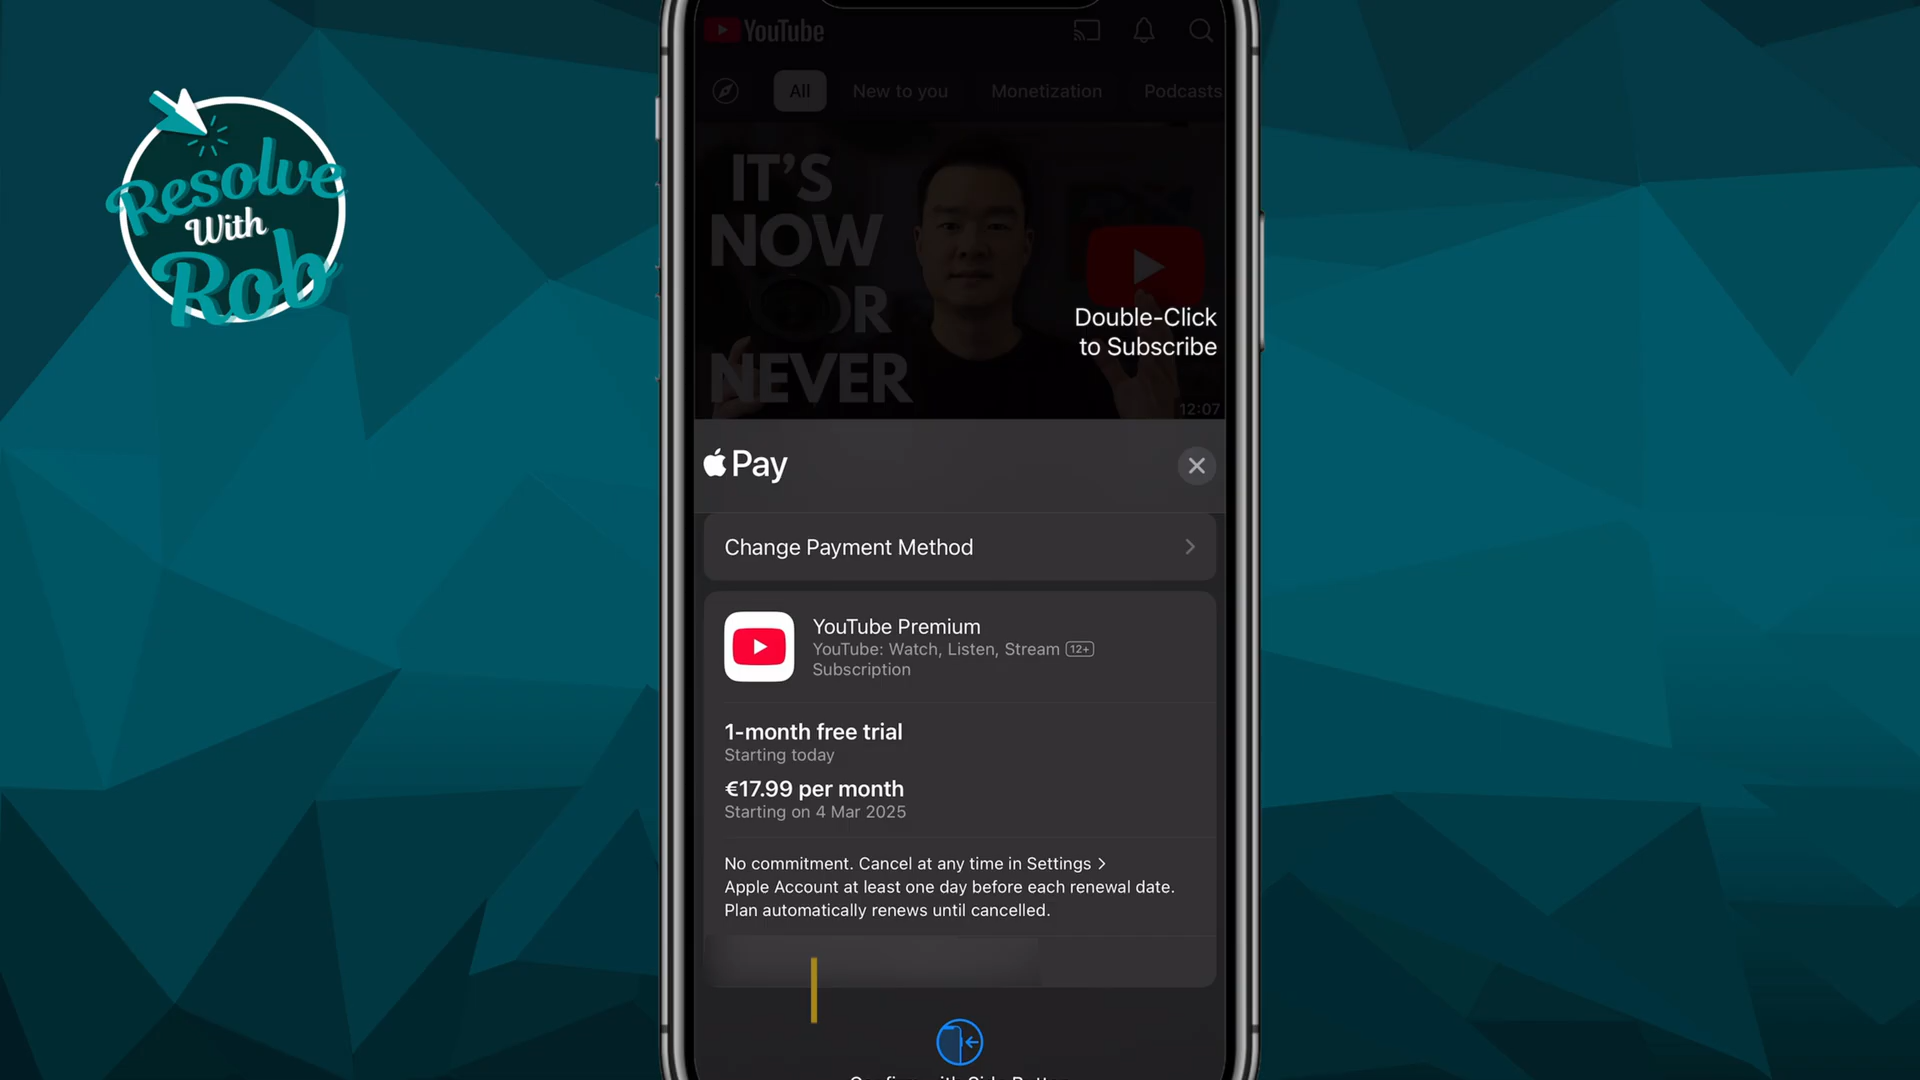 Resolve
With
Rob
YouTube
All
New to you
Monetization
Podcasts
IT'S
NOW
OR
NEVER
Double-Click
to Subscribe
12:07
Pay
Change Payment Method
YouTube Premium
YouTube: Watch, Listen, Stream 12+
Subscription
1-month free trial
Starting today
€17.99 per month
Starting on 4 Mar 2025
No commitment. Cancel at any time in Settings >
Apple Account at least one day before each renewal date.
Plan automatically renews until cancelled.